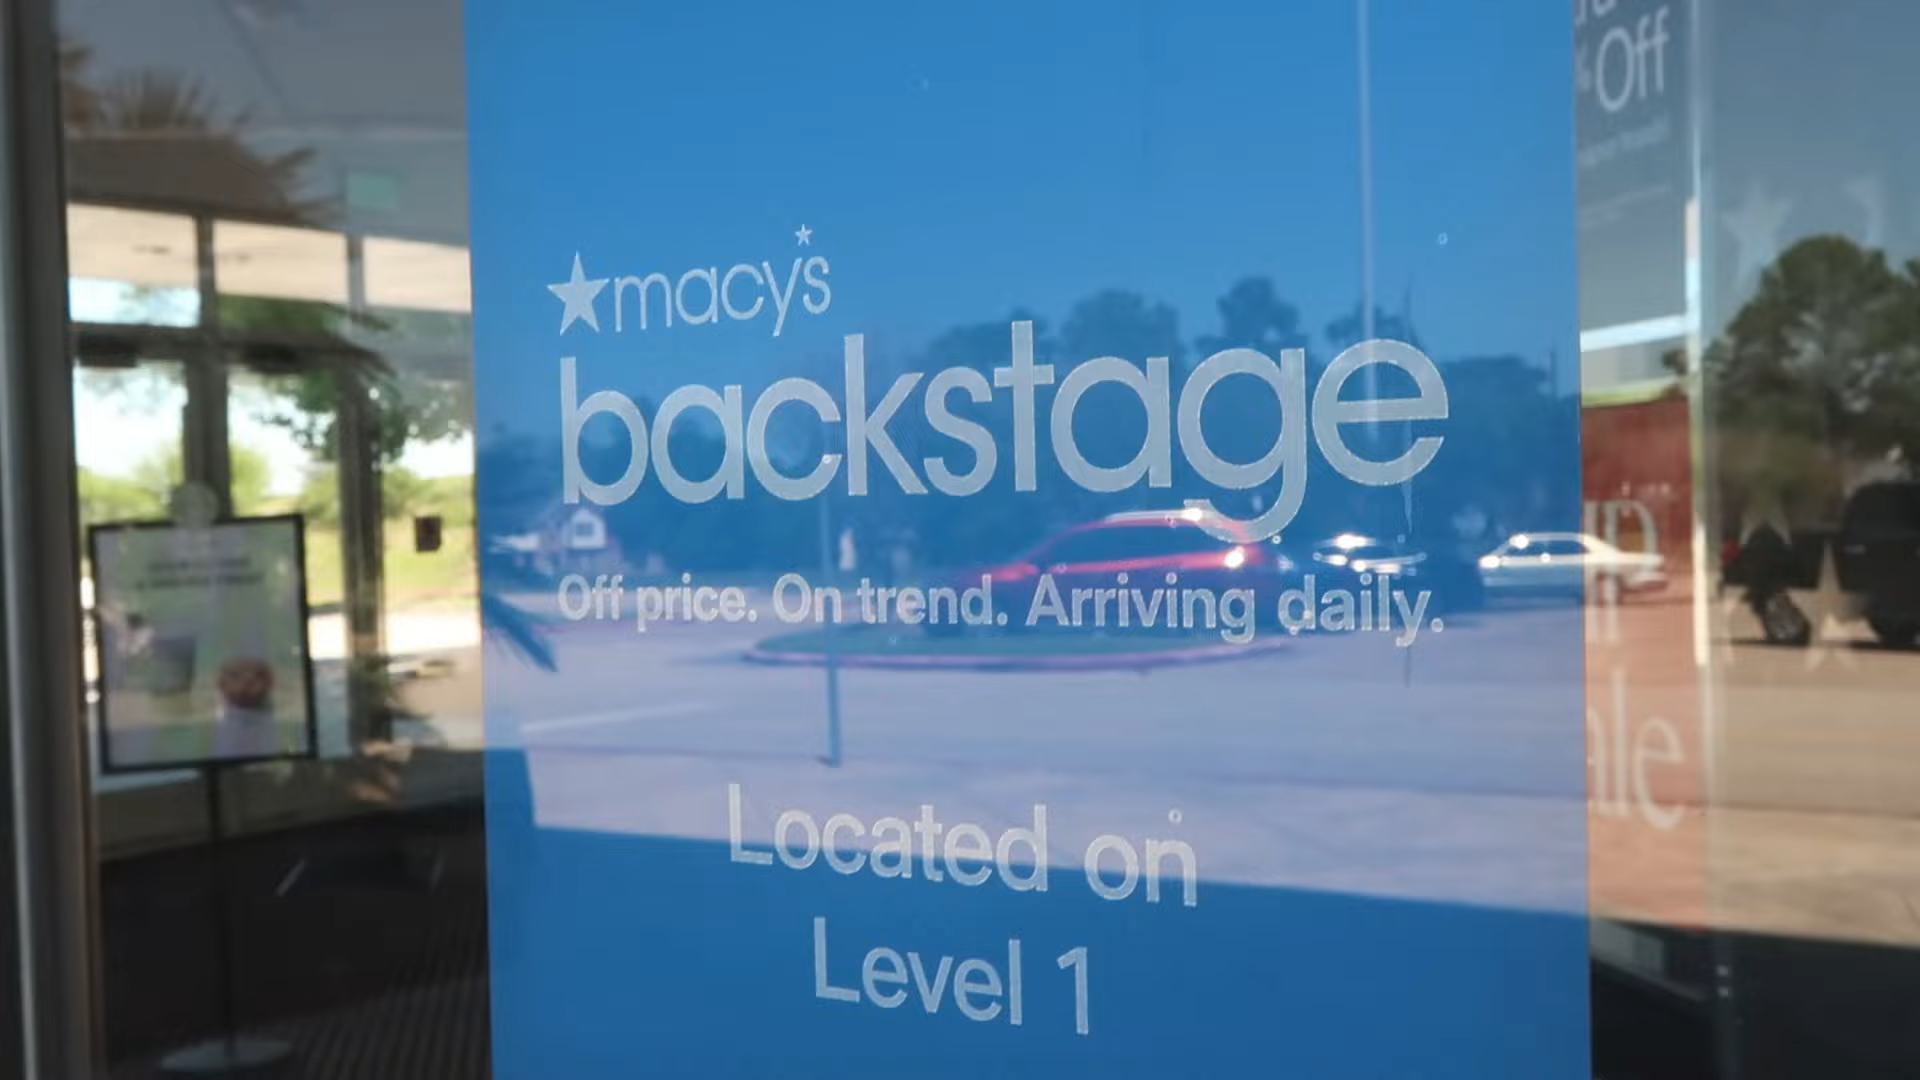 macy's
backstage
Off price. On trend. Arriving daily.
Located on
Level 1
Off